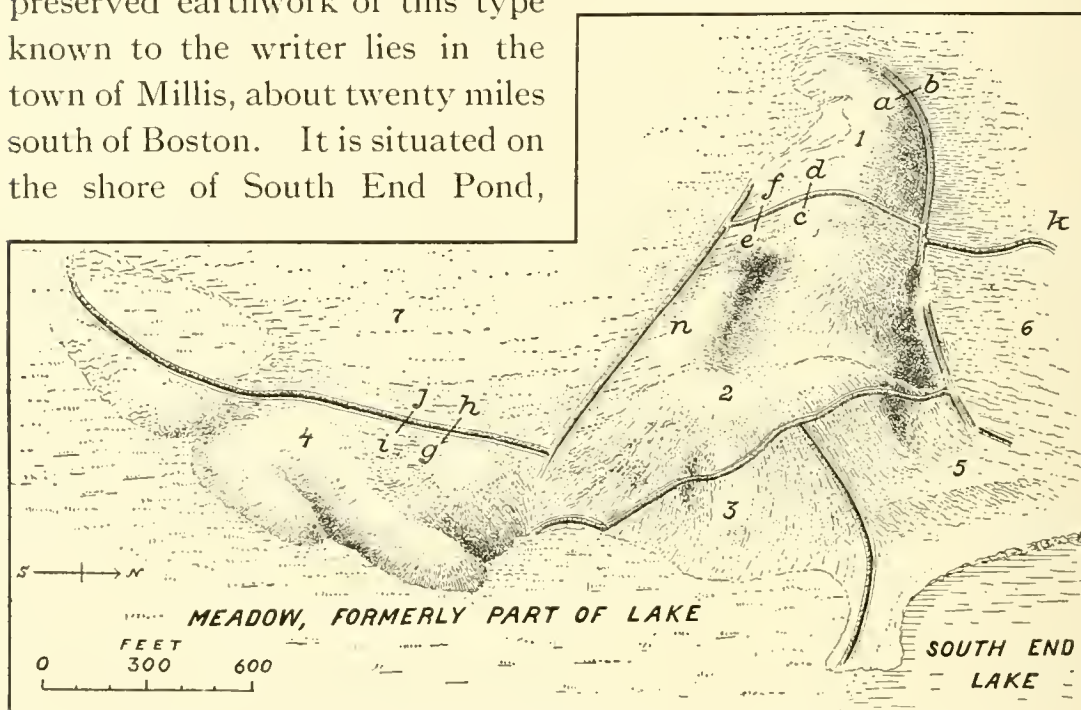 preserved earthwork of this type
known to the writer lies in the
town of Millis, about twenty miles
south of Boston. It is situated on
the shore of South End Pond,
a b
1
f d
e c
k
7
n
6
2
J h
4 i g
5
3
S N
MEADOW, FORMERLY PART OF LAKE
FEET
0 300 600
SOUTH END
LAKE